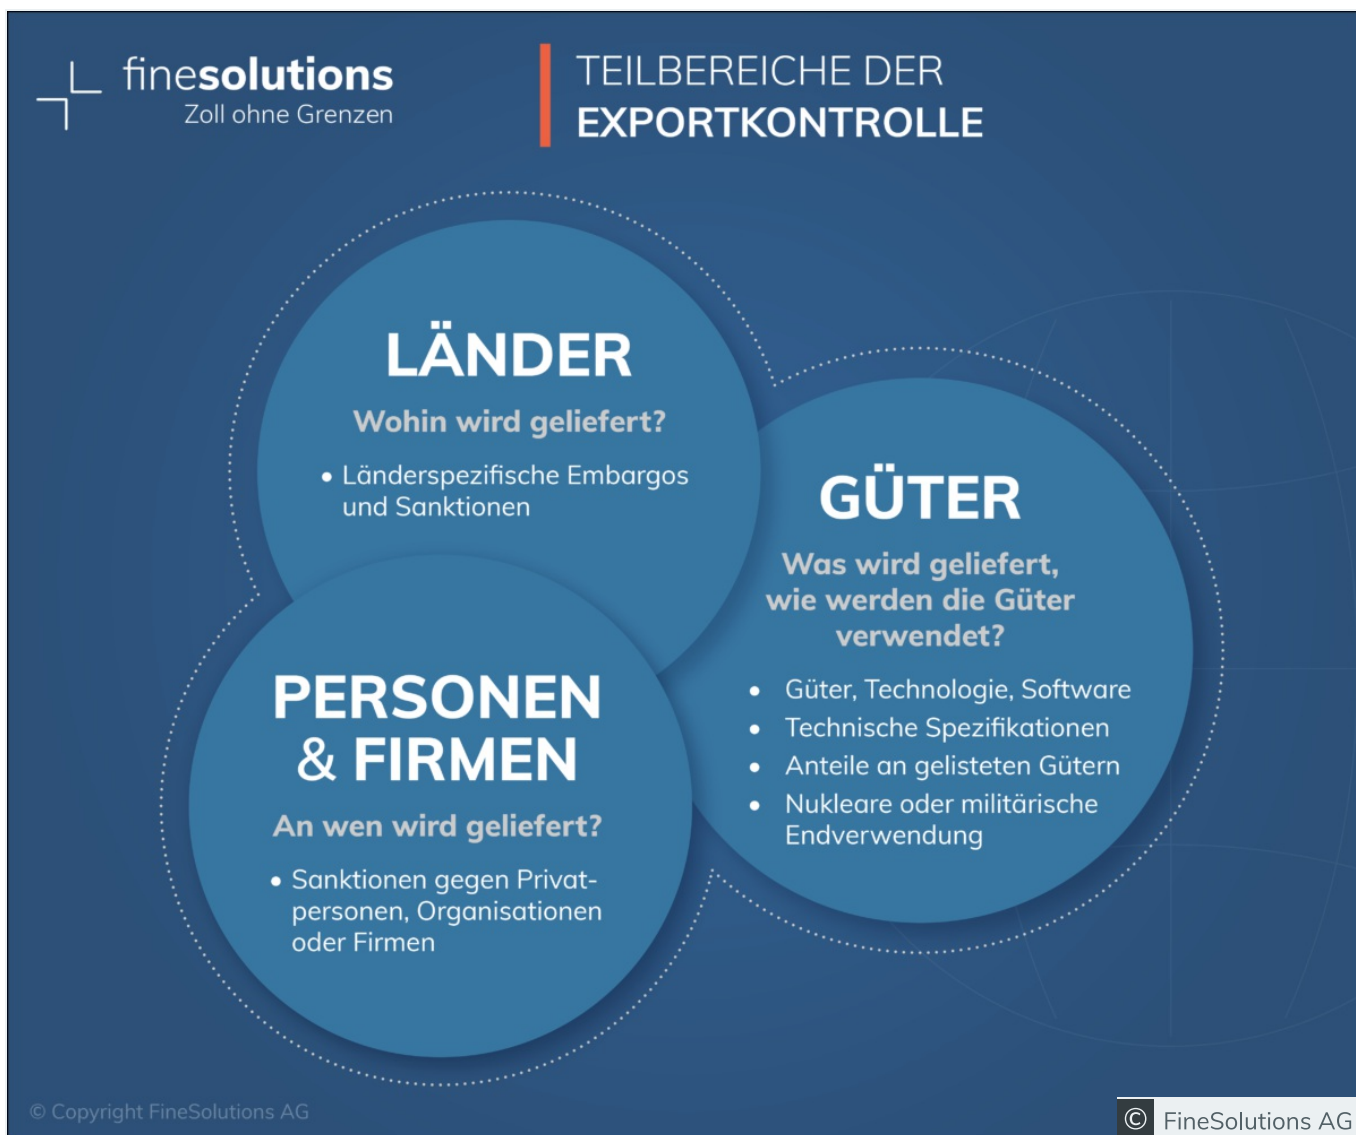 finesolutions
Zoll ohne Grenzen
TEILBEREICHE DER
EXPORTKONTROLLE
LÄNDER
Wohin wird geliefert?
• Länderspezifische Embargos
und Sanktionen
GÜTER
Was wird geliefert,
wie werden die Güter
verwendet?
• Güter, Technologie, Software
• Technische Spezifikationen
• Anteile an gelisteten Gütern
• Nukleare oder militärische
Endverwendung
PERSONEN
& FIRMEN
An wen wird geliefert?
• Sanktionen gegen Privat-
personen, Organisationen
oder Firmen
© Copyright FineSolutions AG
© FineSolutions AG